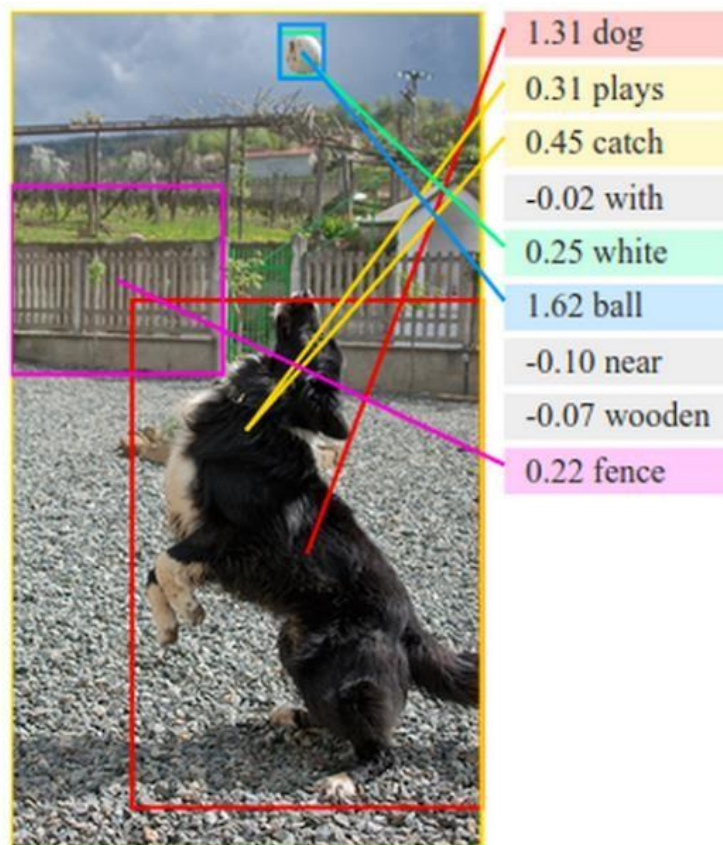 1.31 dog
0.31 plays
0.45 catch
-0.02 with
0.25 white
1.62 ball
-0.10 near
-0.07 wooden
0.22 fence